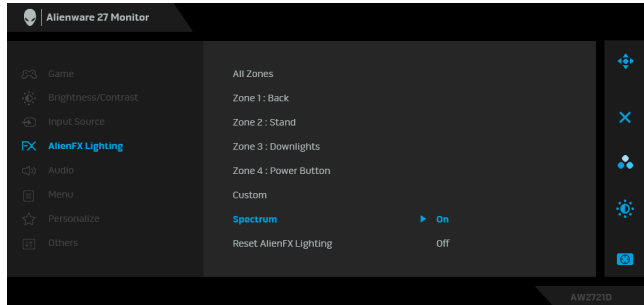 Alienware 27 Monitor
Game
Brightness/Contrast
Input Source
FX AlienFX Lighting
Audio
Menu
Personalize
Others
All Zones
Zone 1 : Back
Zone 2 : Stand
Zone 3 : Downlights
Zone 4 : Power Button
Custom
Spectrum On
Reset AlienFX Lighting Off
AW2721D